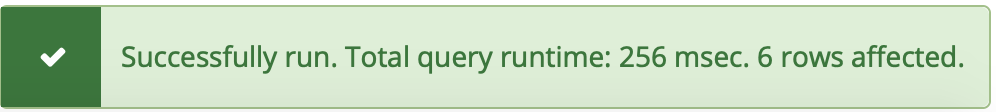 Successfully run. Total query runtime: 256 msec. 6 rows affected.